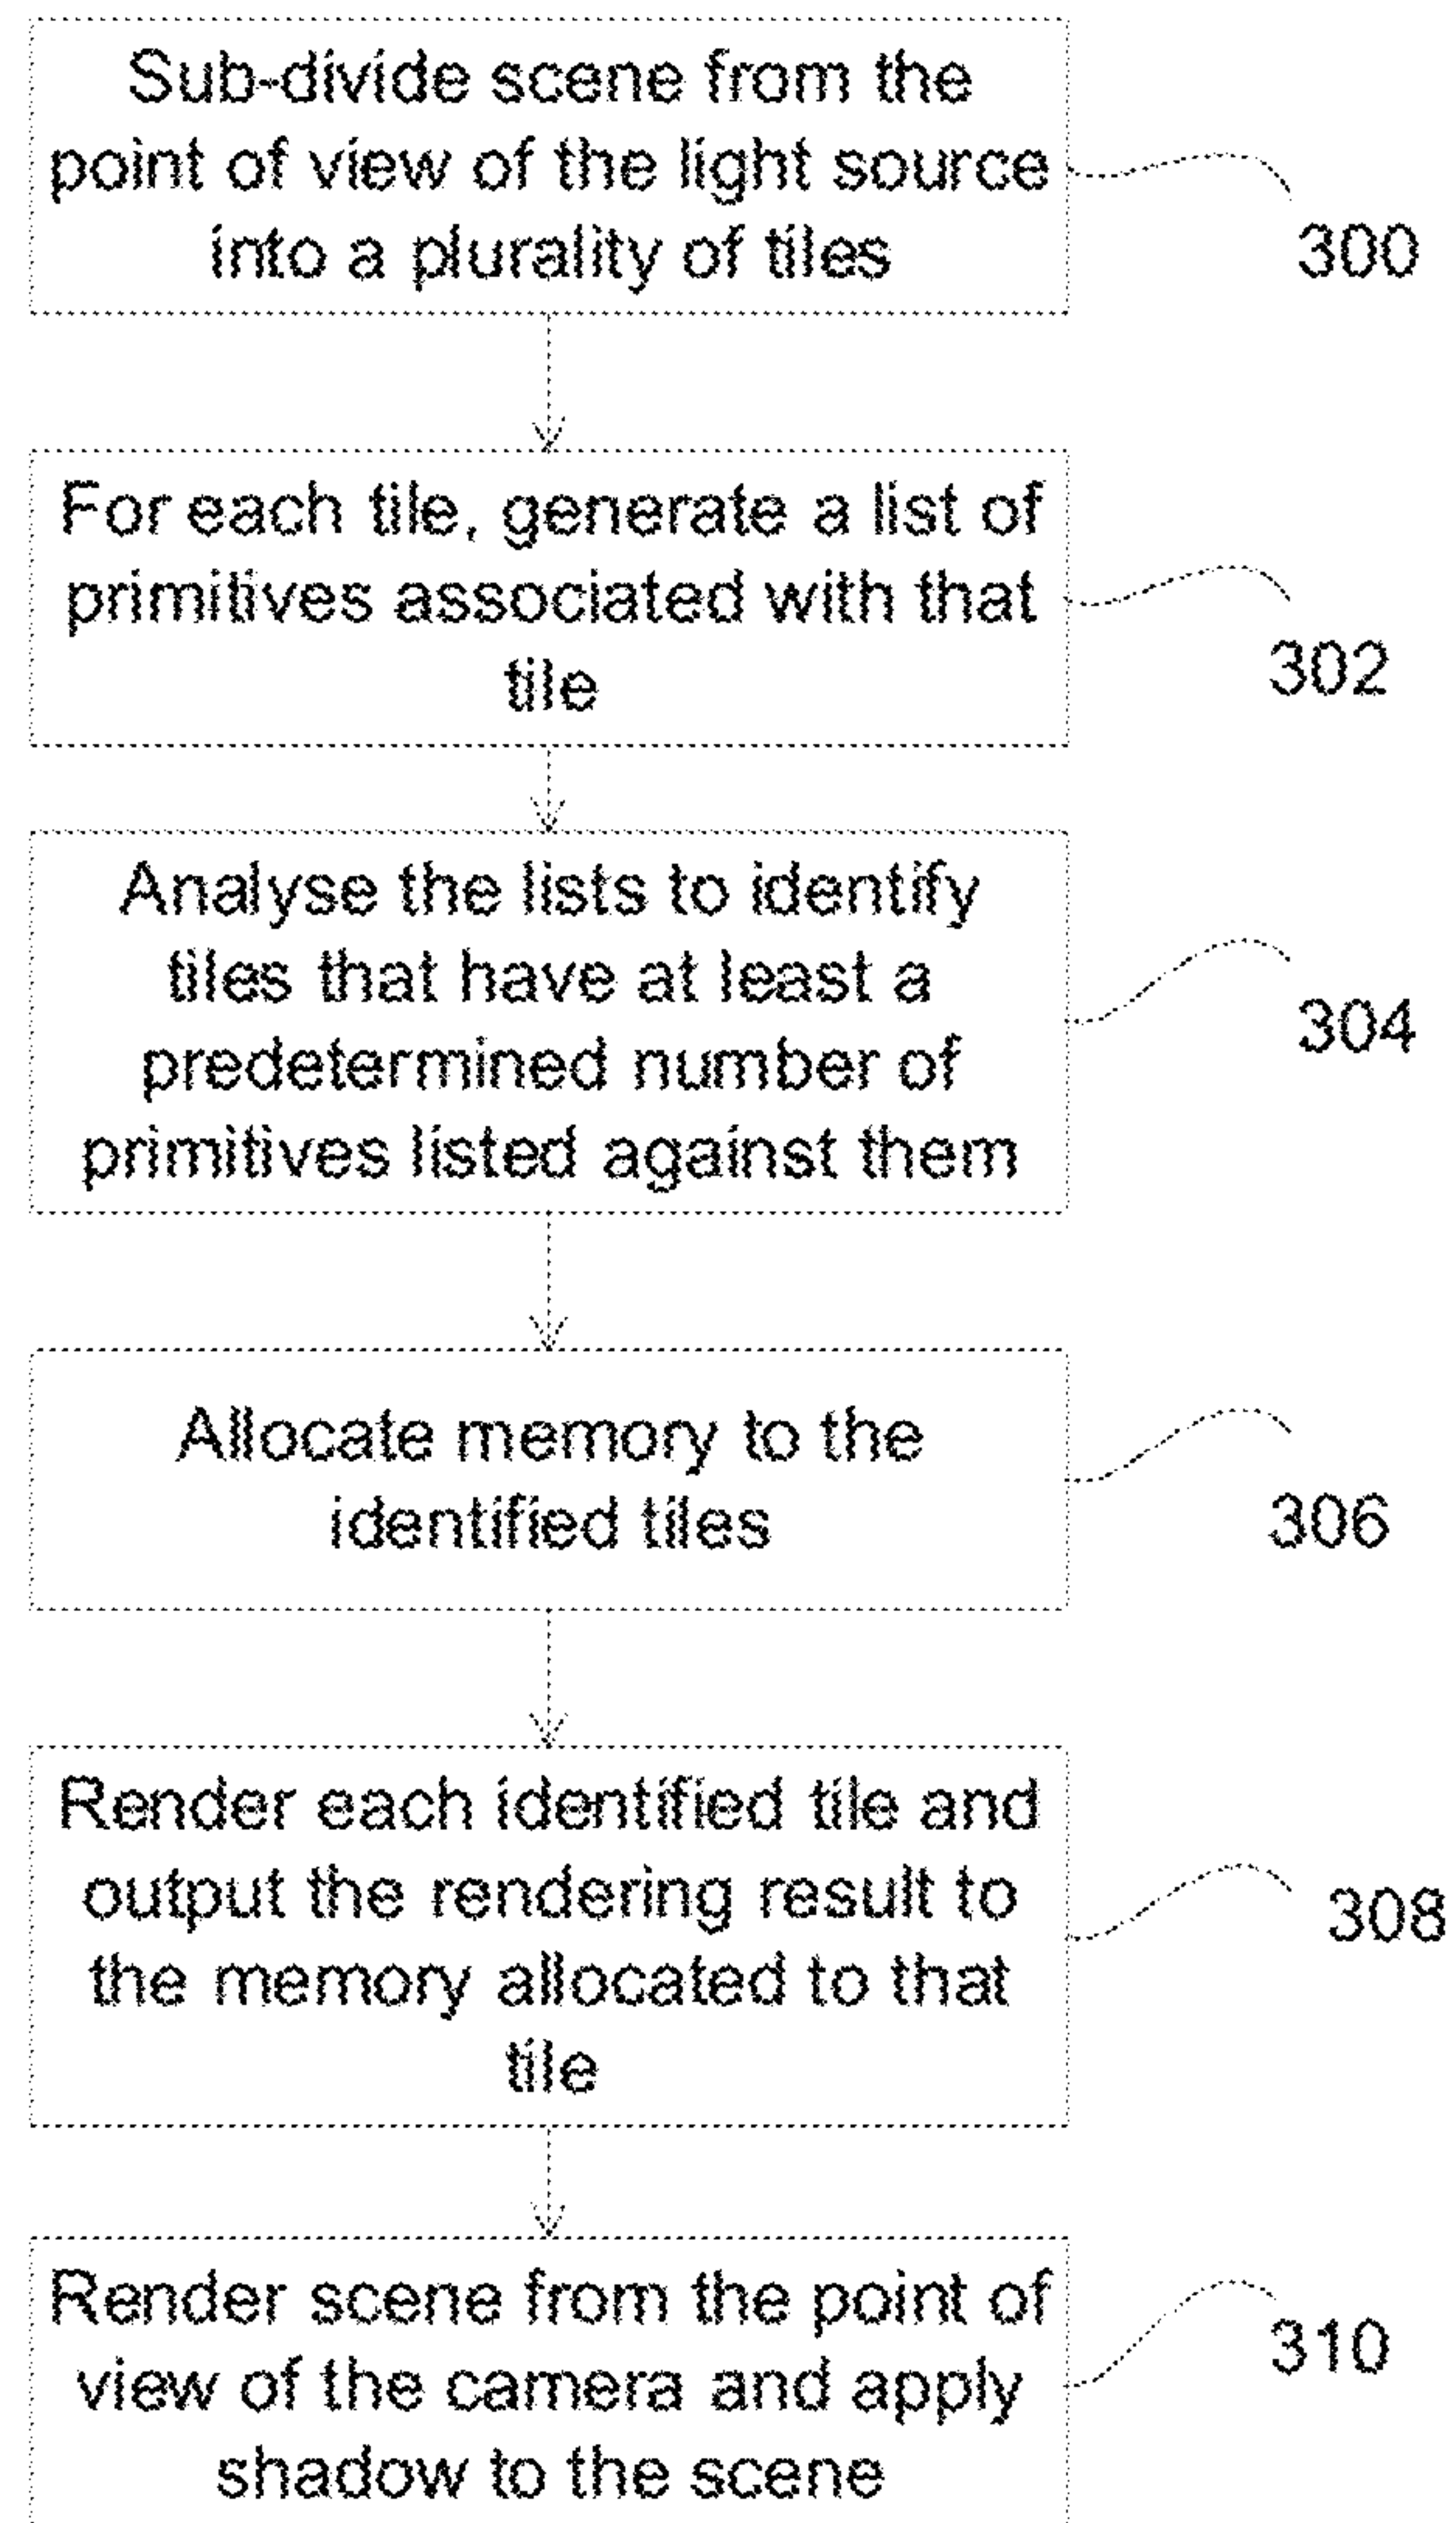 Sub-divide scene from the
point of view of the light source
into a plurality of tiles
300
For each tile, generate a list of
primitives associated with that
tile
302
Analyse the lists to identify
tiles that have at least a
predetermined number of
primitives listed against them
304
Allocate memory to the
identified tiles
306
Render each identified tile and
output the rendering result to
the memory allocated to that
tile
308
Render scene from the point of
view of the camera and apply
shadow to the scene
310